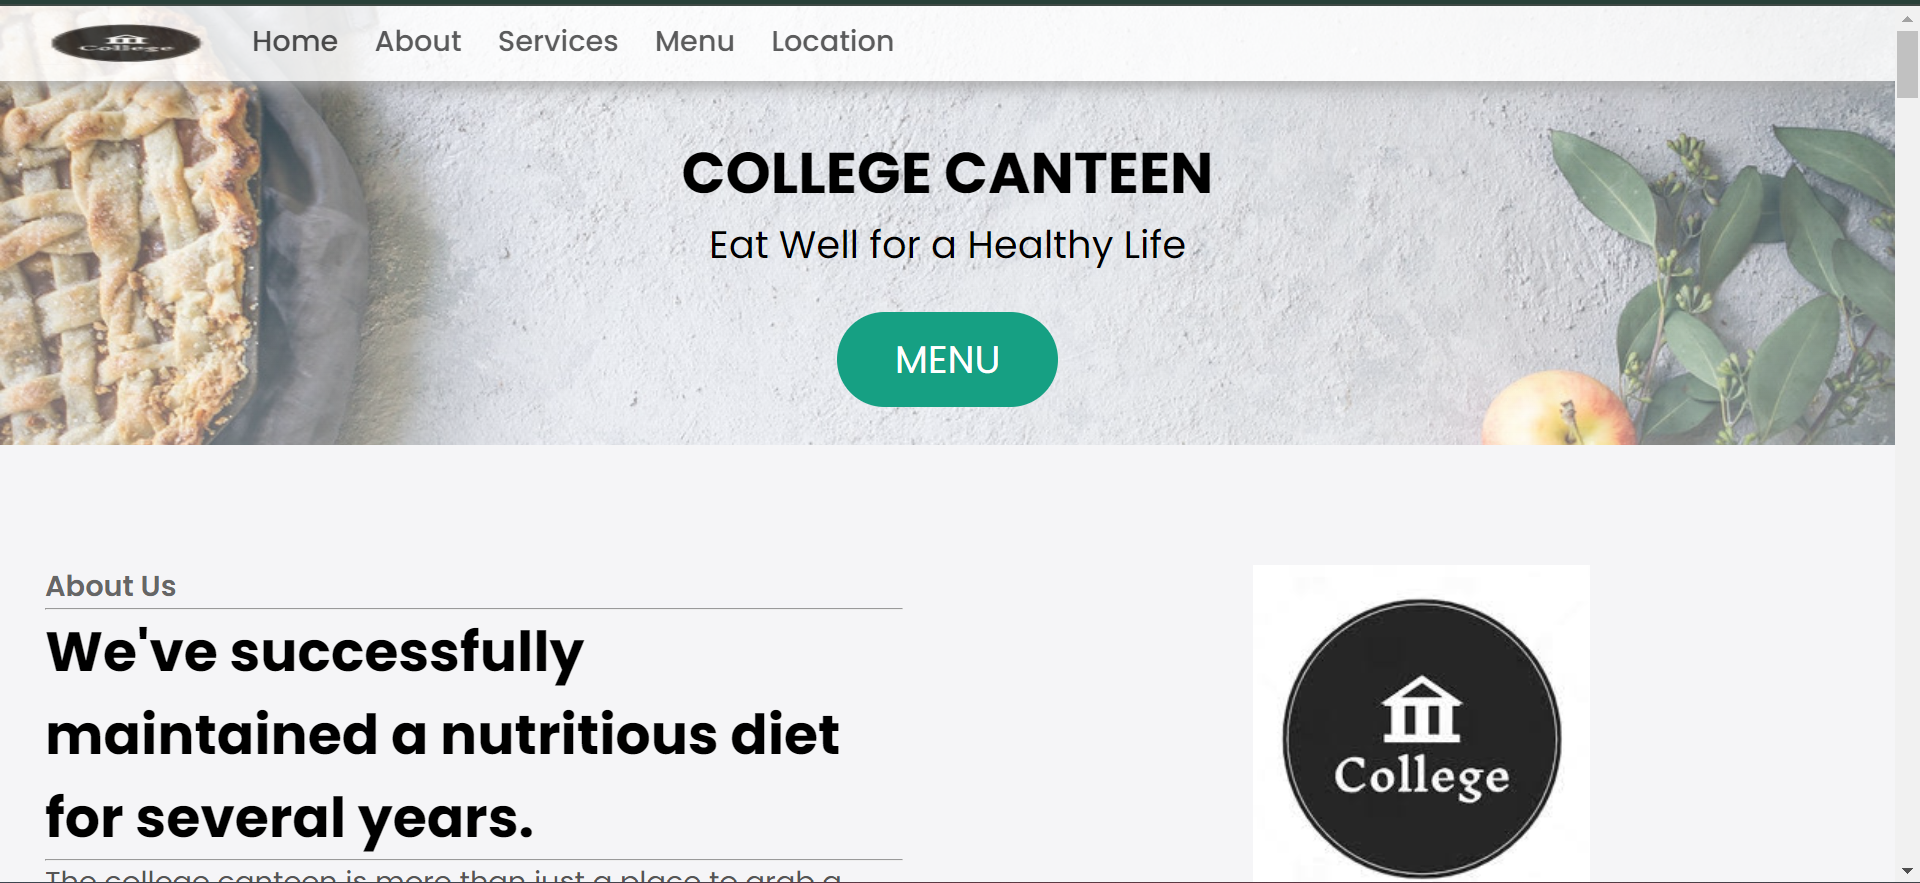 College
Home About Services Menu Location
COLLEGE CANTEEN
Eat Well for a Healthy Life
MENU
About Us
We've successfully
maintained a nutritious diet
for several years.
The college canteen is more than just a place to grab a
College